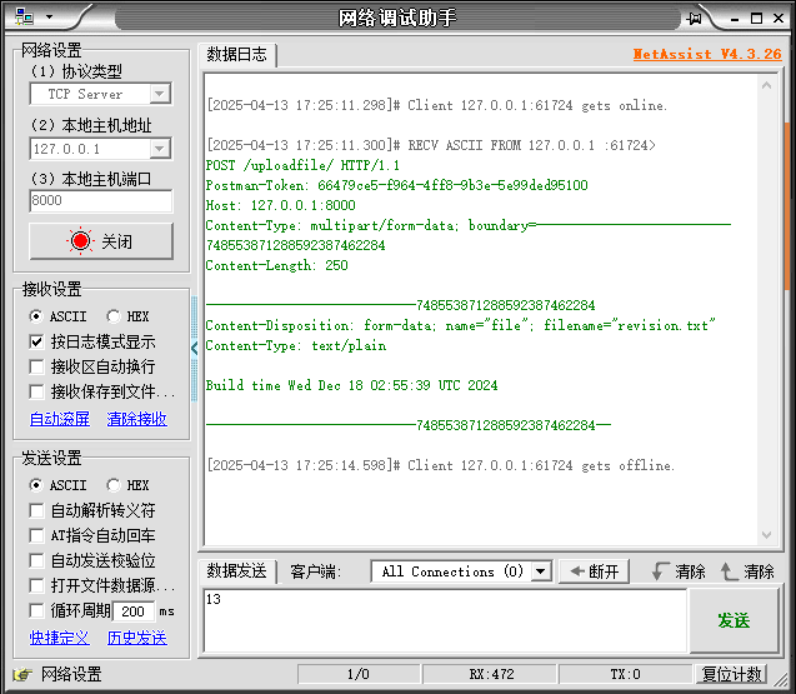 网络调试助手
网络设置
(1) 协议类型
TCP Server
(2) 本地主机地址
127.0.0.1
(3) 本地主机端口
8000
关闭
接收设置
ASCII HEX
按日志模式显示
接收区自动换行
接收保存到文件...
自动滚屏 清除接收
发送设置
ASCII HEX
自动解析转义符
AT指令自动回车
自动发送校验位
打开文件数据源...
循环周期 200 ms
快捷定义 历史发送
数据日志 NetAssist V4.3.26
[2025-04-13 17:25:11.298]# Client 127.0.0.1:61724 gets online.
[2025-04-13 17:25:11.300]# RECV ASCII FROM 127.0.0.1 :61724>
POST /uploadfile/ HTTP/1.1
Postman-Token: 66479ce5-f964-4ff8-9b3e-5e99ded95100
Host: 127.0.0.1:8000
Content-Type: multipart/form-data; boundary=--------------------------
748553871288592387462284
Content-Length: 250
----------------------------748553871288592387462284
Content-Disposition: form-data; name="file"; filename="revision.txt"
Content-Type: text/plain
Build time Wed Dec 18 02:55:39 UTC 2024
----------------------------748553871288592387462284--
[2025-04-13 17:25:14.598]# Client 127.0.0.1:61724 gets offline.
数据发送 客户端: All Connections (0) 断开 清除 清除
13
发送
网络设置 1/0 RX:472 TX:0 复位计数